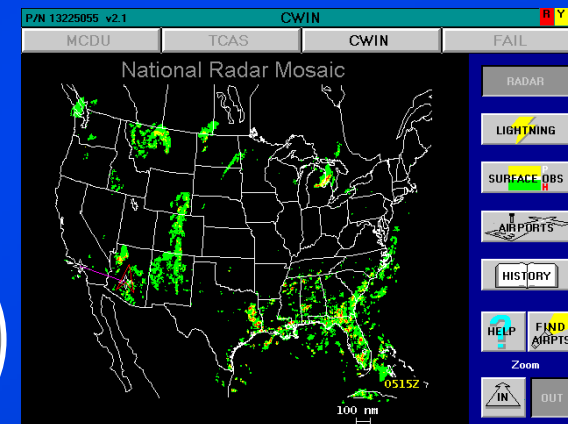 P/N 13225055 v2.1 CWIN R Y
MCDU TCAS CWIN FAIL
National Radar Mosaic
RADAR
LIGHTNING
SURFACE OBS
P
H
AIRPORTS
HISTORY
HELP
FIND
AIRPTS
Zoom
IN OUT
0515Z
100 nm